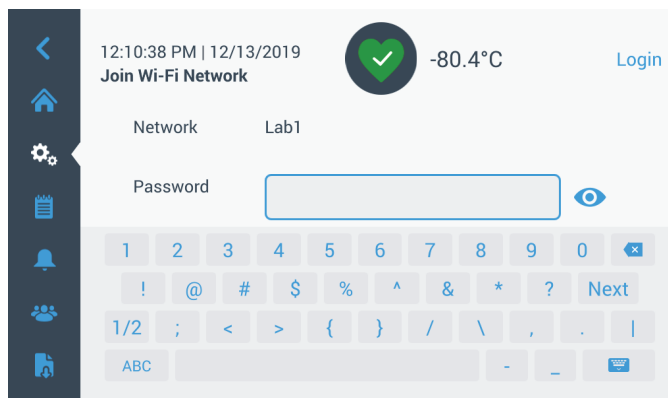 12:10:38 PM | 12/13/2019
-80.4°C
Login
Join Wi-Fi Network
Network Lab1
Password
1 2 3 4 5 6 7 8 9 0
! @ # $ % ^ & * ? Next
1/2 ; < > { } / \ , . |
ABC - _